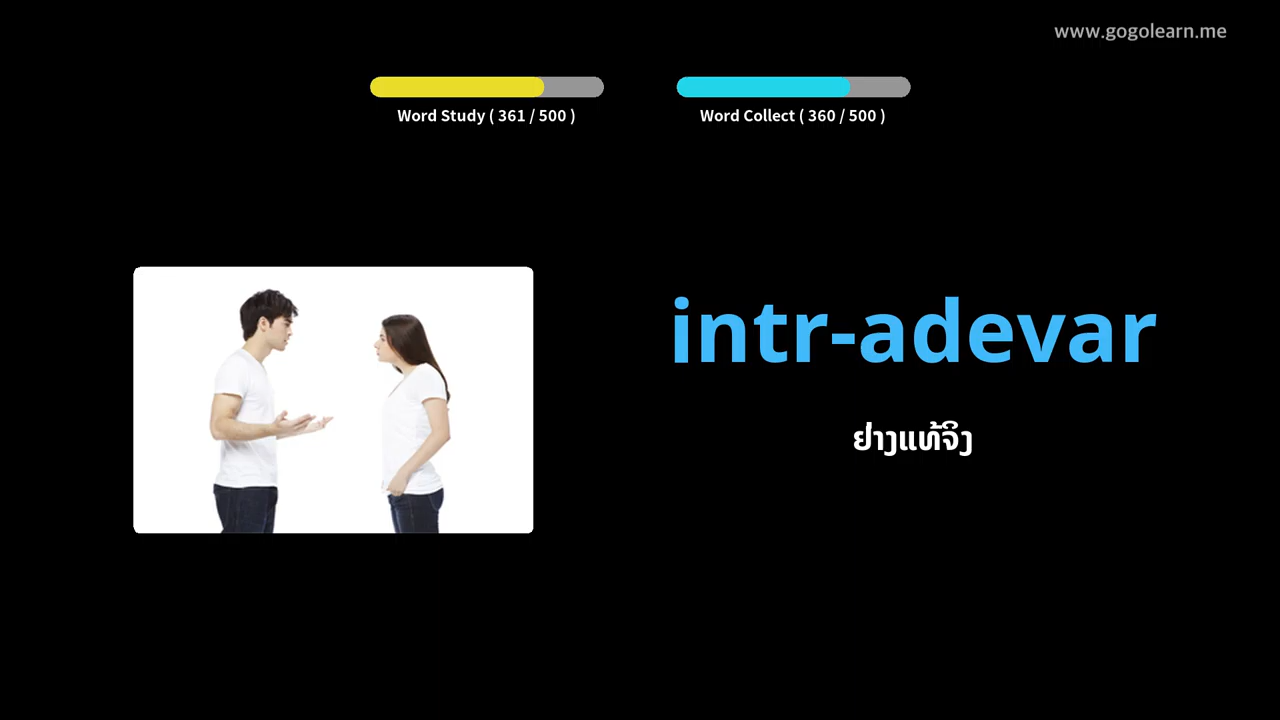 www.gogolearn.me
Word Study ( 361 / 500 )
Word Collect ( 360 / 500 )
intr-adevar
ຢ່າງແທ້ຈິງ